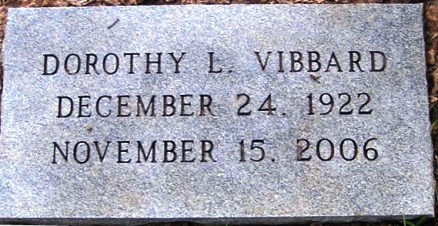 DOROTHY L. VIBBARD
DECEMBER 24, 1922
NOVEMBER 15, 2006